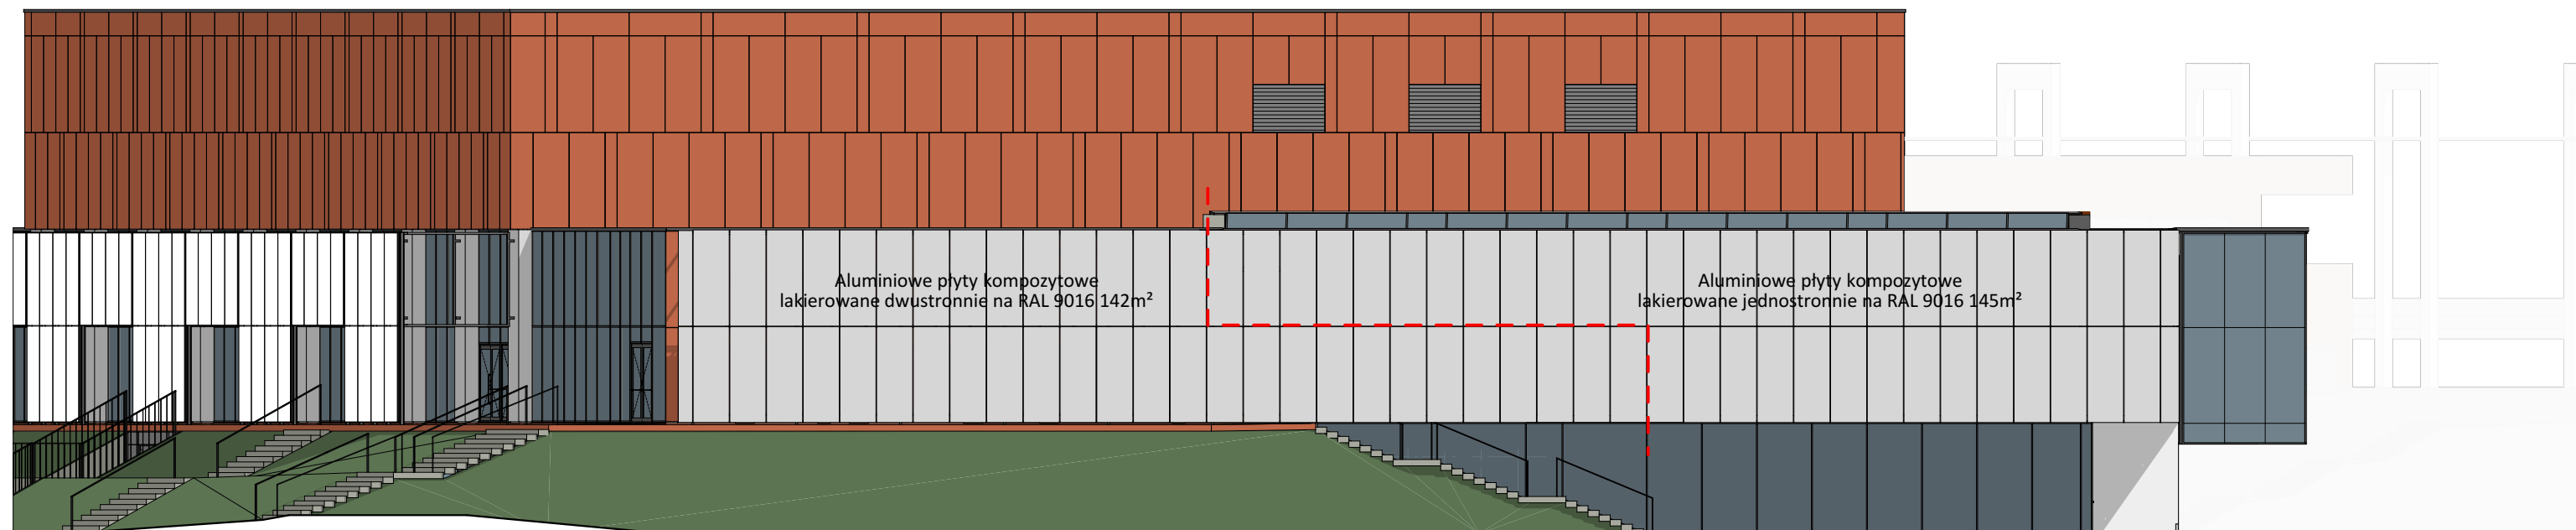 Aluminiowe płyty kompozytowe
lakierowane dwustronnie na RAL 9016 142m²
Aluminiowe płyty kompozytowe
lakierowane jednostronnie na RAL 9016 145m²